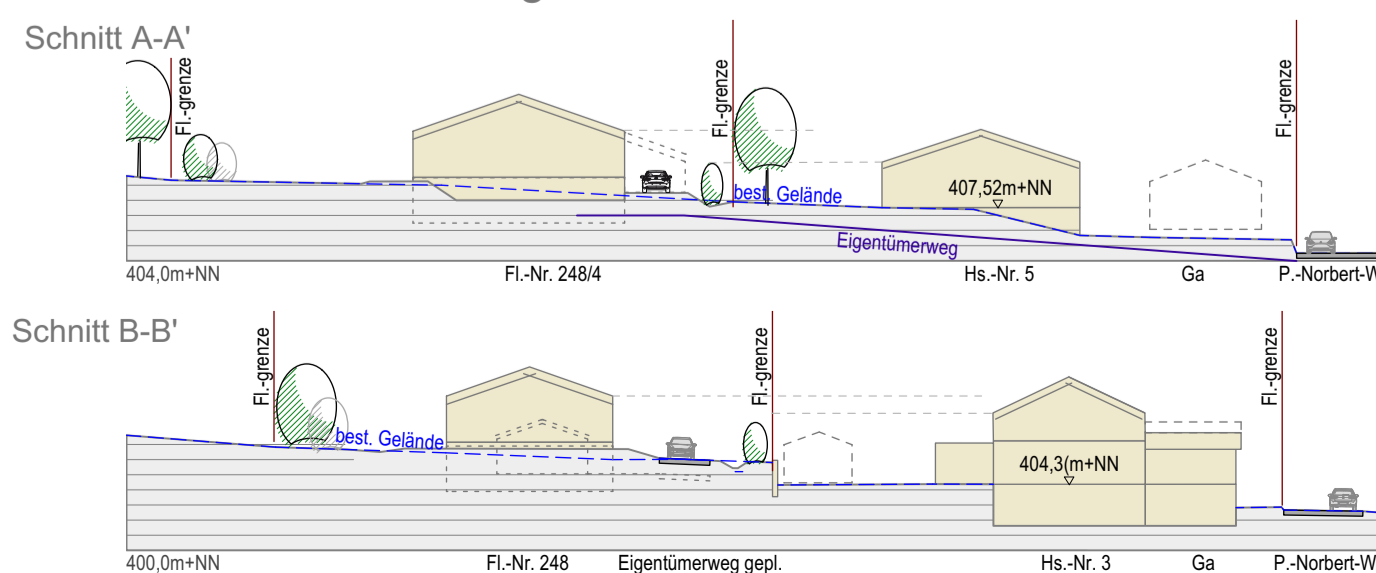 Schnitt A-A'
Fl.-grenze
Fl.-grenze
Fl.-grenze
best. Gelände
407,52m+NN
Eigentümerweg
404,0m+NN
Fl.-Nr. 248/4
Hs.-Nr. 5
Ga
P.-Norbert-W
Schnitt B-B'
Fl.-grenze
Fl.-grenze
Fl.-grenze
best. Gelände
404,3(m+NN
400,0m+NN
Fl.-Nr. 248
Eigentümerweg gepl.
Hs.-Nr. 3
Ga
P.-Norbert-W